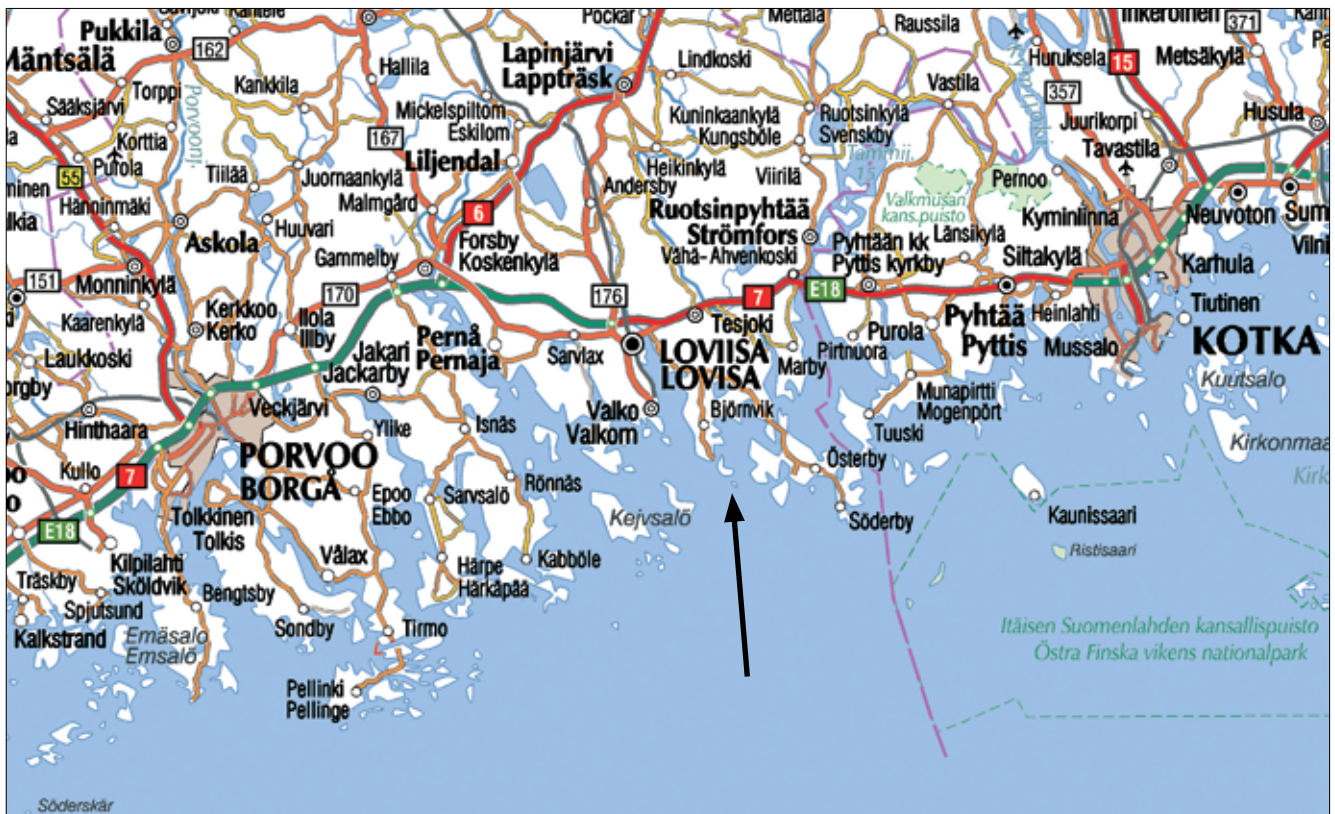 Pukkila
162
Mäntsälä
Torppi
Sääksjärvi
Korttia
Purola
55
Hänninmäki
Porvoonj.
Kankkila
Hallila
167
Tiilää
Juornaankylä
Malmgård
Huuvari
Askola
Mickelspiltom
Eskilom
Liljendal
6
Lapinjärvi
Lappträsk
Pockar
Lindkoski
Kuninkaankylä
Kungsböle
Heikinkylä
Andersby
Mettälä
Raussila
Vastila
Ruotsinkylä
Svenskby
Tammij.
15
Viirilä
Valkmusan
kans.puisto
Ruotsinpyhtää
Strömfors
Vähä-Ahvenkoski
Pyhtään kk
Pyttis kyrkby
Länsikylä
Siltakylä
Inkeroinen
371
Metsäkylä
Huruksela
15
357
Juurikorpi
Husula
Tavastila
Pernoo
Kyminlinna
Neuvoton
Karhula
Tiutinen
KOTKA
Mussalo
Heinlahti
Pyhtää
Pyttis
E18
7
Purola
Pirtnuora
Munapirtti
Mogenpört
Tuuski
Kuutsalo
Kirkonmaa
Kaunissaari
Ristisaari
Itäisen Suomenlahden kansallispuisto
Östra Finska vikens nationalpark
151
Monninkylä
Kaarenkylä
Laukkoski
Kerkkoo
Kerko
Gammelby
170
Forsby
Koskenkylä
Ilola
Illby
Jakari
Jackarby
Pernå
Pernaja
Sarvlax
176
Tesjoki
Marby
LOVIISA
LOVISA
Valko
Valkom
Björnvik
Österby
Söderby
Kejvsalö
Hinthaara
Veckjärvi
Ylike
Isnäs
PORVOO
BORGÅ
Kullo
7
E18
Epoo
Ebbo
Sarvsalö
Rönnäs
Tolkkinen
Tolkis
Vålax
Härpe
Härkäpää
Kabböle
Kilpilahti
Sköldvik
Träskby
Spjutsund
Kalkstrand
Bengtsby
Sondby
Tirmo
Emäsalo
Emsalö
Pellinki
Pellinge
Söderskär